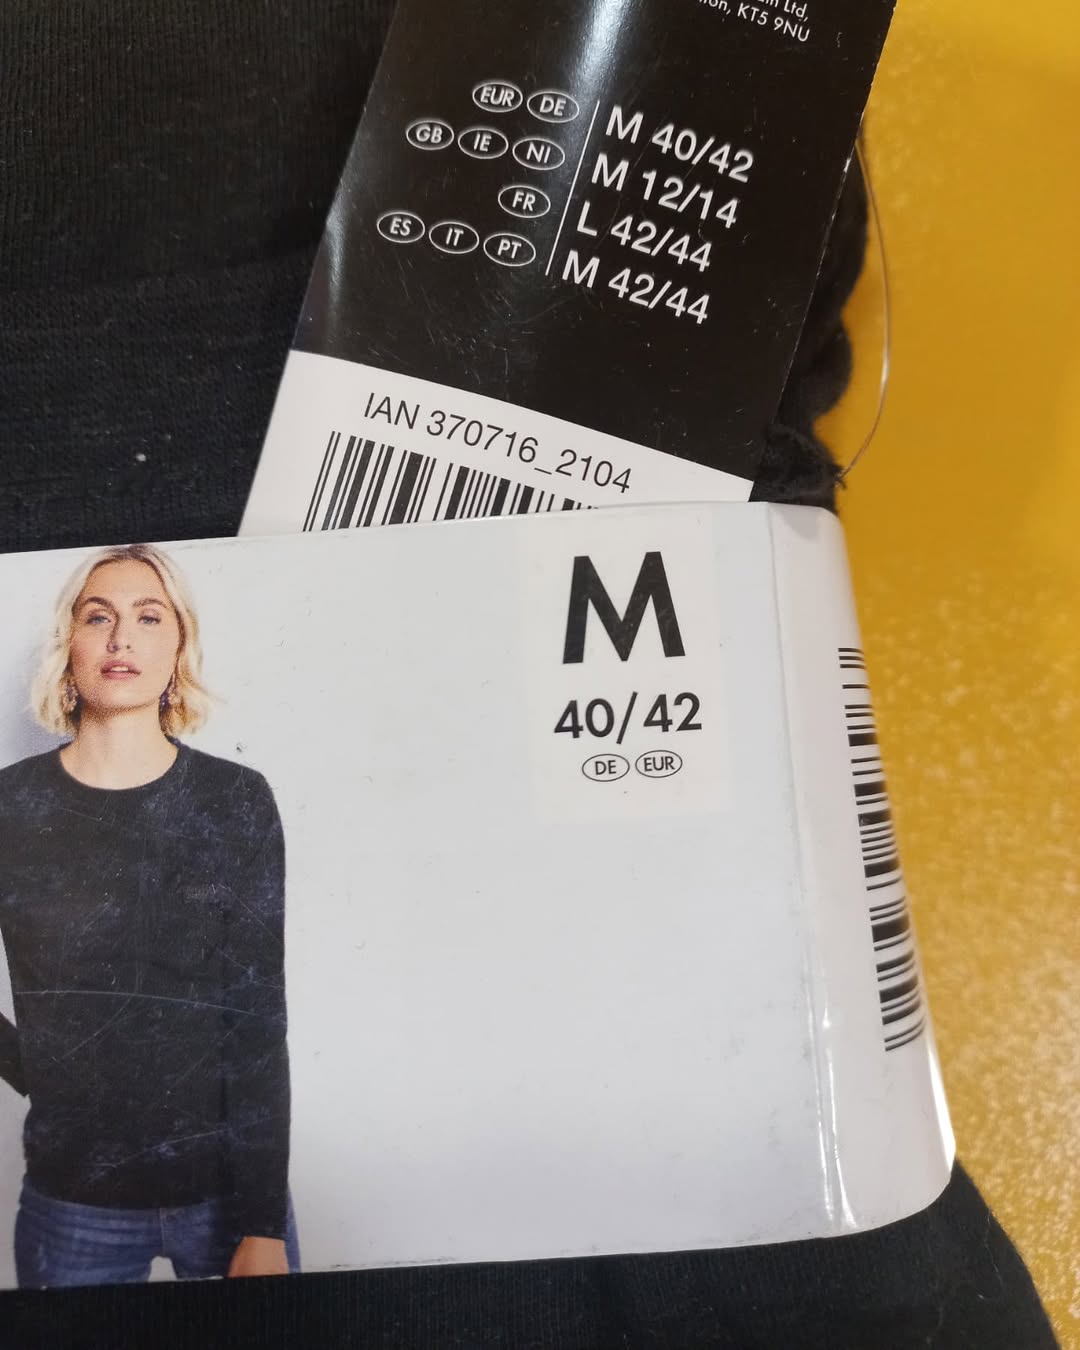 Ltd,
KT5 9NU
EUR DE M 40/42
GB IE NI M 12/14
FR L 42/44
ES IT PT M 42/44
IAN 370716_2104
M
40/42
DE EUR